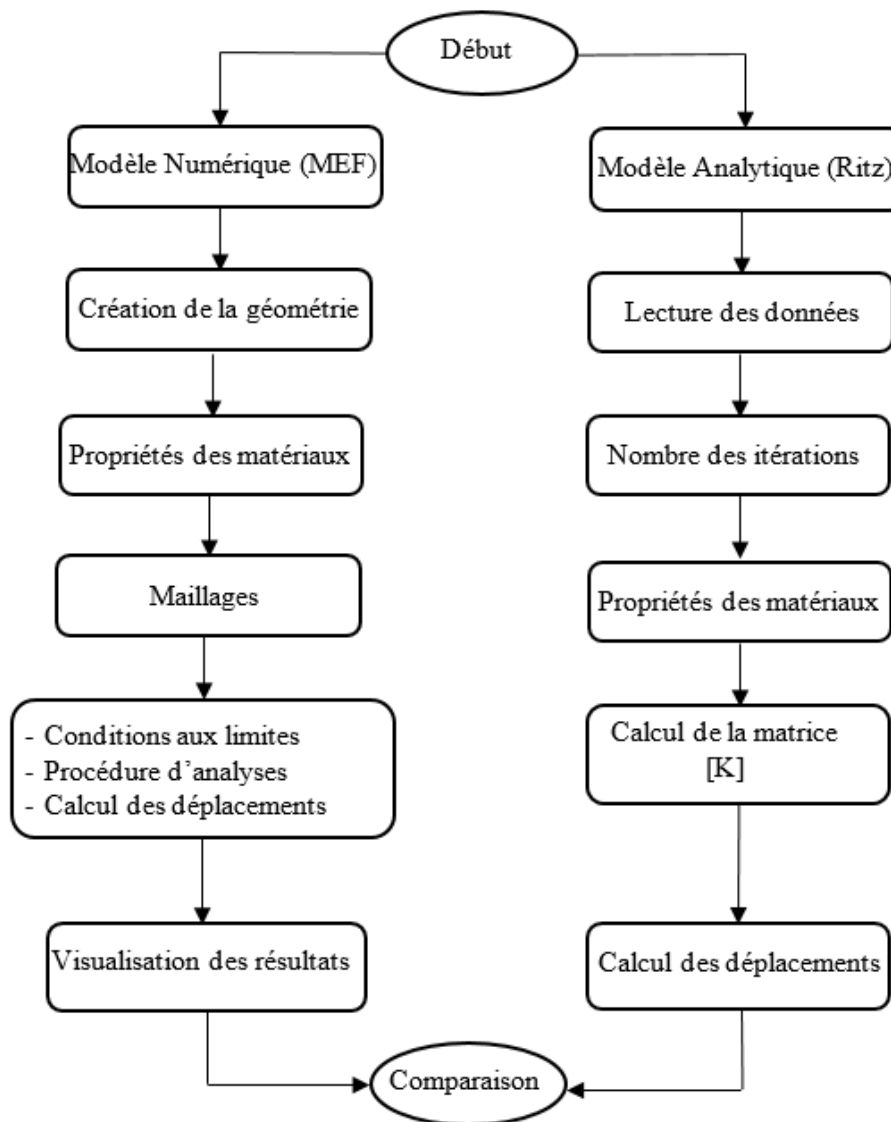 Début
Modèle Numérique (MEF)
Création de la géométrie
Propriétés des matériaux
Maillages
- Conditions aux limites
- Procédure d'analyses
- Calcul des déplacements
Visualisation des résultats
Modèle Analytique (Ritz)
Lecture des données
Nombre des itérations
Propriétés des matériaux
Calcul de la matrice
[K]
Calcul des déplacements
Comparaison